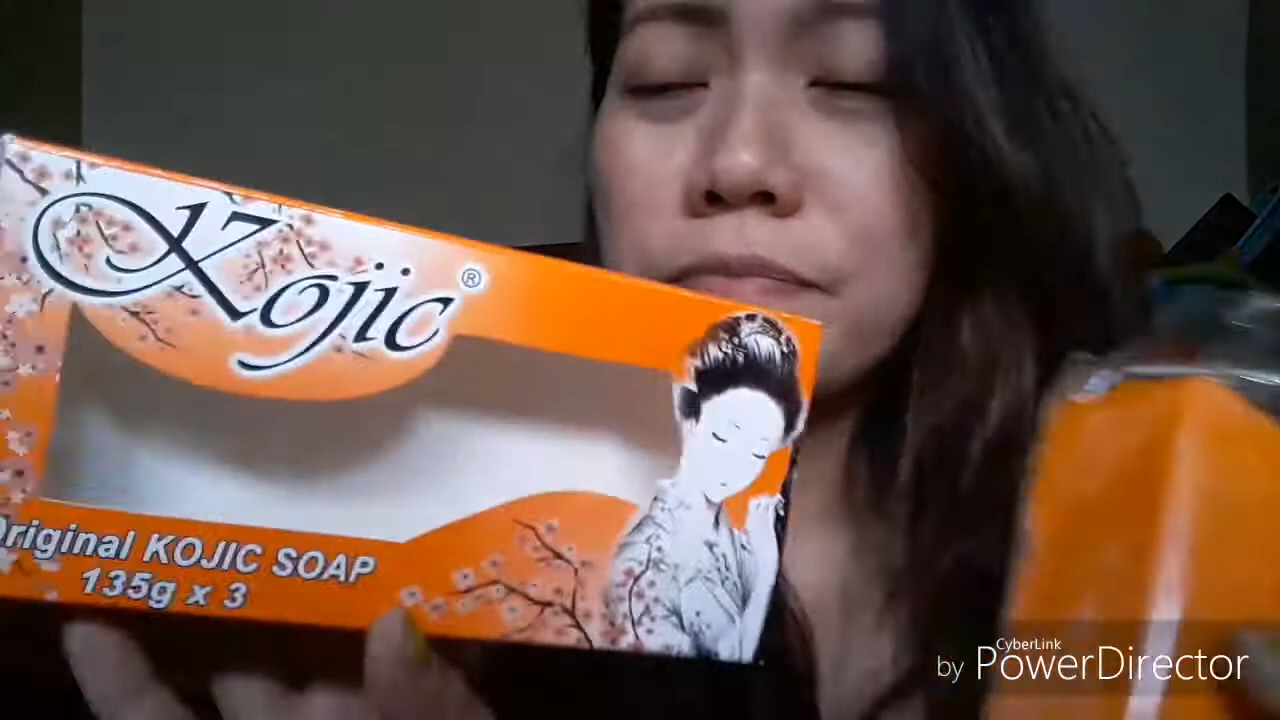 Kojic®
Original KOJIC SOAP
135g x 3
CyberLink
by PowerDirector